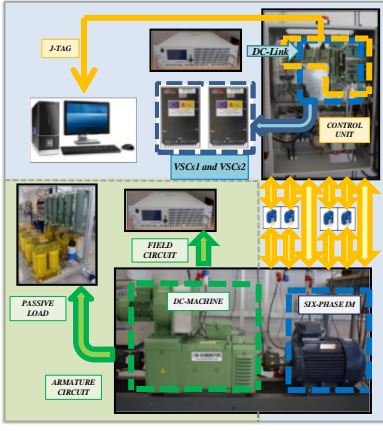 J-TAG
DC-Link
CONTROL
UNIT
VSCs1 and VSCs2
FIELD
CIRCUIT
PASSIVE
LOAD
DC-MACHINE
SIX-PHASE IM
ARMATURE
CIRCUIT